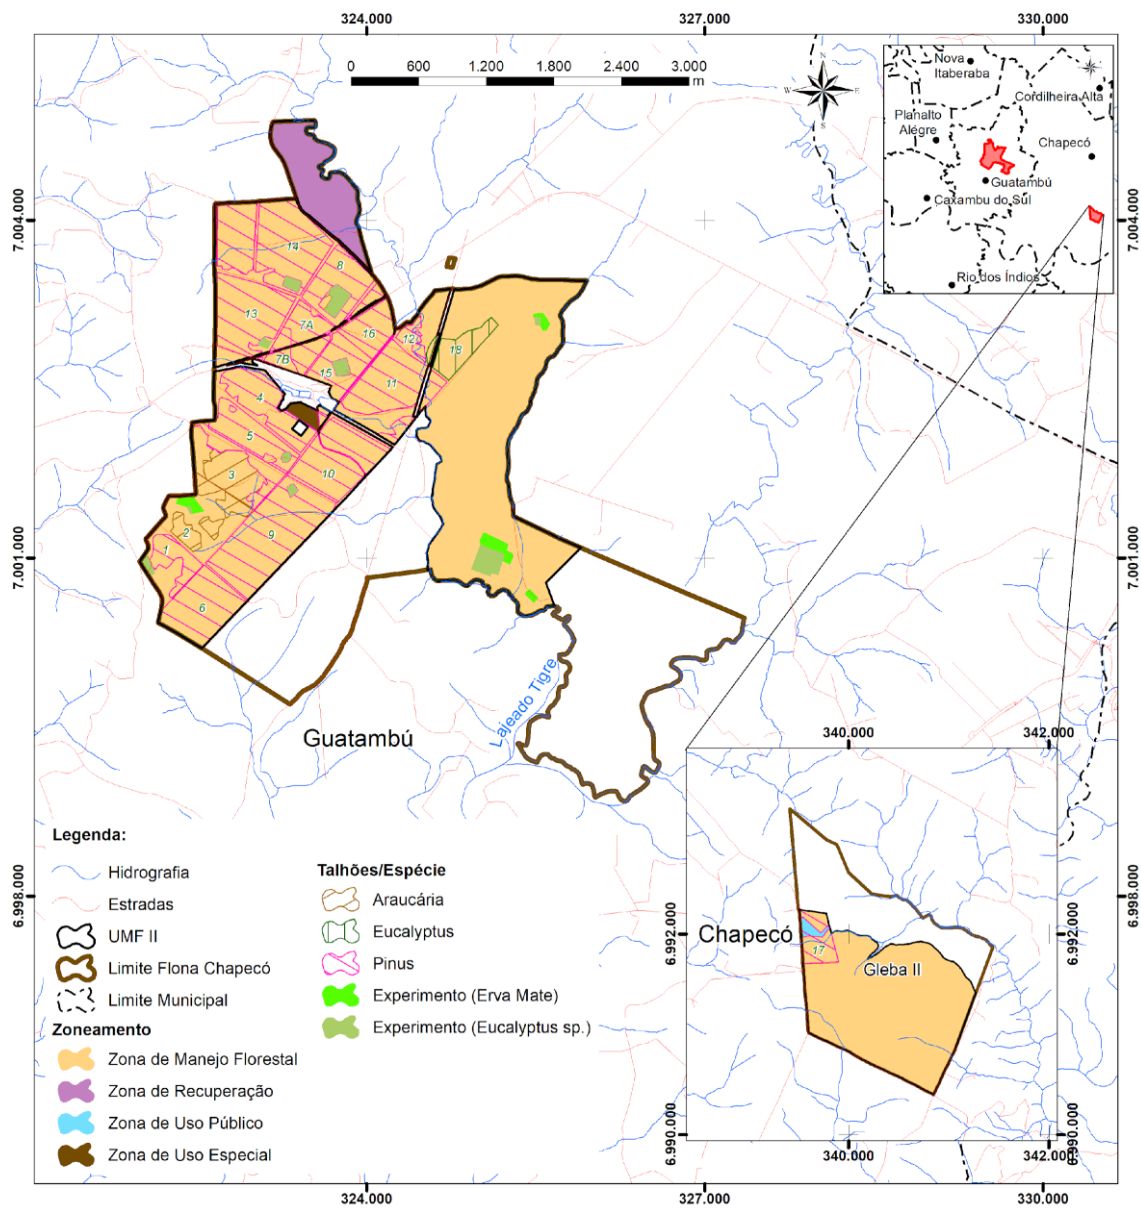 324.000
327.000
330.000
0
600
1.200
1.800
2.400
3.000
m
N
W
E
S
Nova
Itaberaba
Cordilheira Alta
Planalto
Alegre
Chapecó
Guatambú
Caxambu do Sul
Rio dos Índios
7.004.000
7.004.000
14
8
13
7A
16
12
18
7B
15
11
4
5
3
10
2
9
1
6
7.001.000
7.001.000
Lajeado Tigre
Guatambú
340.000
342.000
6.998.000
6.998.000
Chapecó
17
Gleba II
6.992.000
6.992.000
6.990.000
6.990.000
340.000
342.000
Legenda:
Hidrografia
Estradas
UMF II
Limite Flona Chapecó
Limite Municipal
Zoneamento
Zona de Manejo Florestal
Zona de Recuperação
Zona de Uso Público
Zona de Uso Especial
Talhões/Espécie
Araucária
Eucalyptus
Pinus
Experimento (Erva Mate)
Experimento (Eucalyptus sp.)
324.000
327.000
330.000